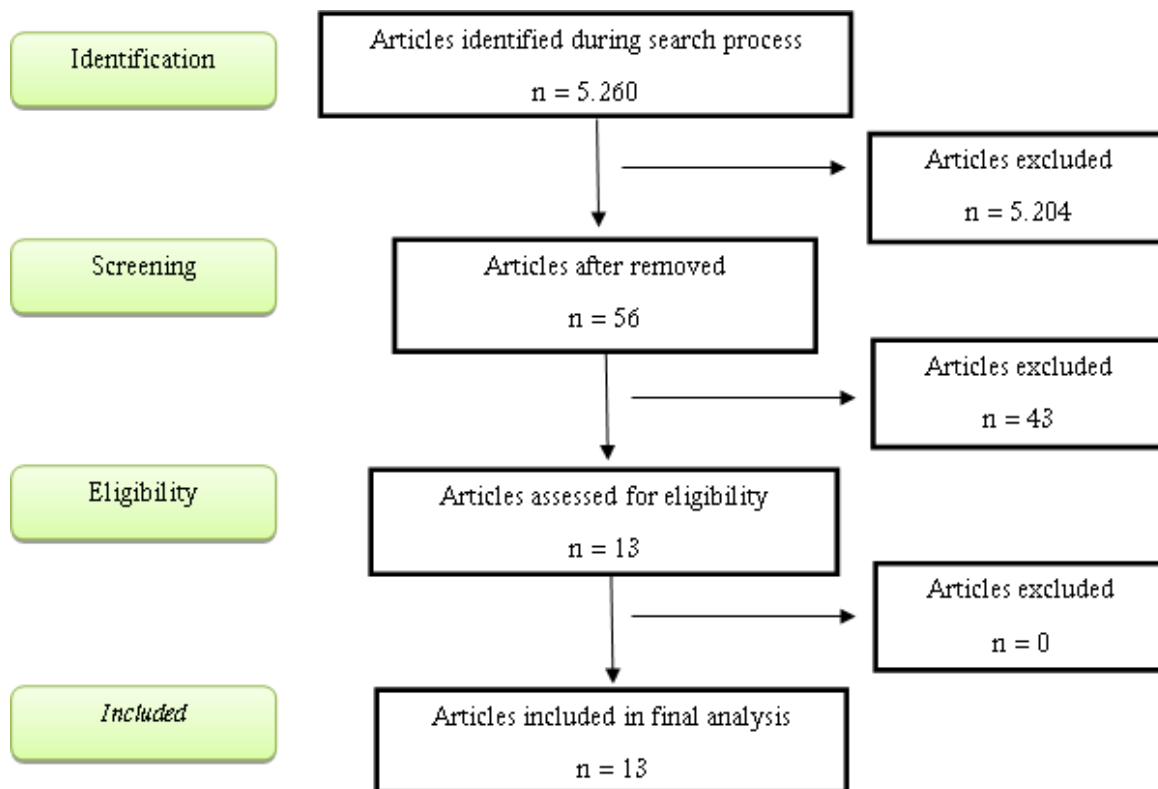 Identification
Articles identified during search process
n = 5.260
Articles excluded
n = 5.204
Screening
Articles after removed
n = 56
Articles excluded
n = 43
Eligibility
Articles assessed for eligibility
n = 13
Articles excluded
n = 0
Included
Articles included in final analysis
n = 13